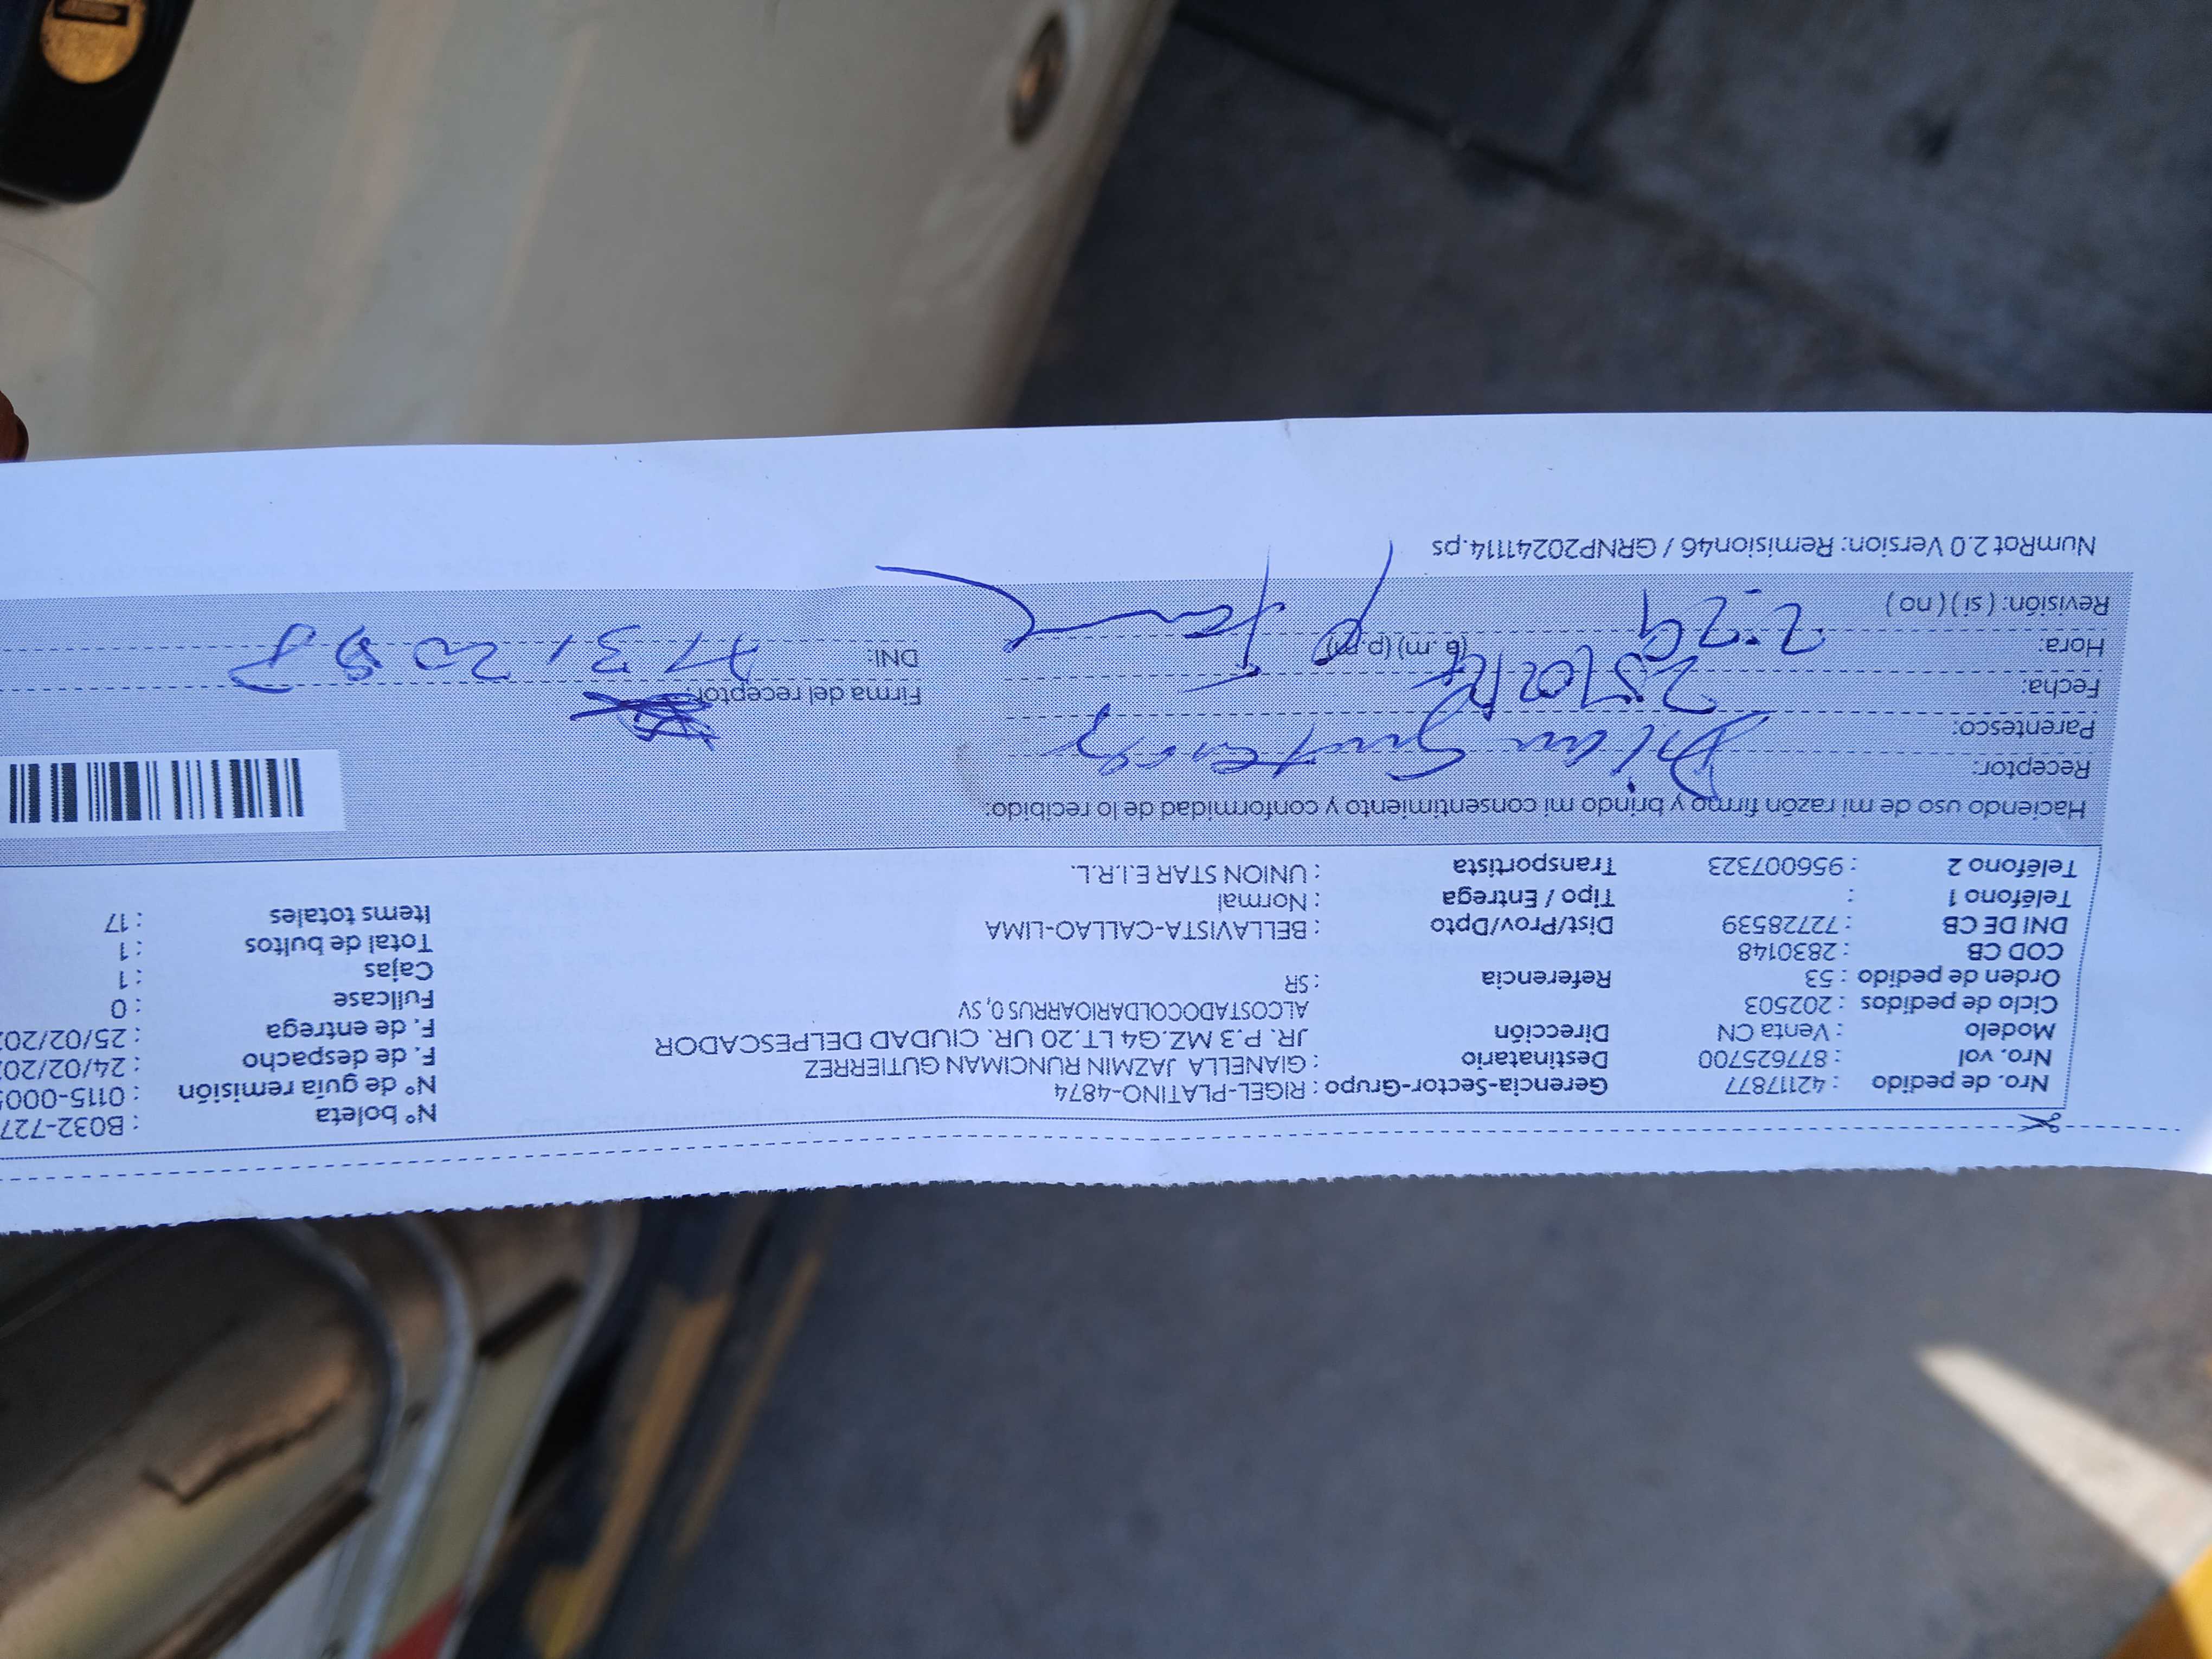 Nro. de pedido : 42117877 Gerencia-Sector-Grupo : RIGEL-PLATINO-4874 N° boleta : B032-727
Nro. vol : 877625700 Destinatario : GIANELLA JAZMIN RUNCIMAN GUTIERREZ N° de guía remisión : 0115-000
Modelo : Venta CN Dirección JR. P.3 MZ.G4 LT.20 UR. CIUDAD DELPESCADOR F. de despacho : 24/02/20
Ciclo de pedidos : 202503 ALCOSTADOCOLDARIOARRUS 0, SV F. de entrega : 25/02/20
Orden de pedido : 53 Referencia : SR Fullcase : 0
COD CB : 2830148 Cajas : 1
DNI DE CB : 72728539 Dist/Prov/Dpto : BELLAVISTA-CALLAO-LIMA Total de bultos : 1
Teléfono 1 : Tipo / Entrega : Normal Items totales : 17
Teléfono 2 : 956007323 Transportista : UNION STAR E.I.R.L.
Haciendo uso de mi razón firmo y brindo mi consentimiento y conformidad de lo recibido:
Receptor:
Parentesco:
Fecha: Firma del receptor:
Hora: (a. m) (p. m) DNI:
Revisión: ( si ) ( no )
NumRot 2.0 Version: Remision46 / GRNP20241114.ps